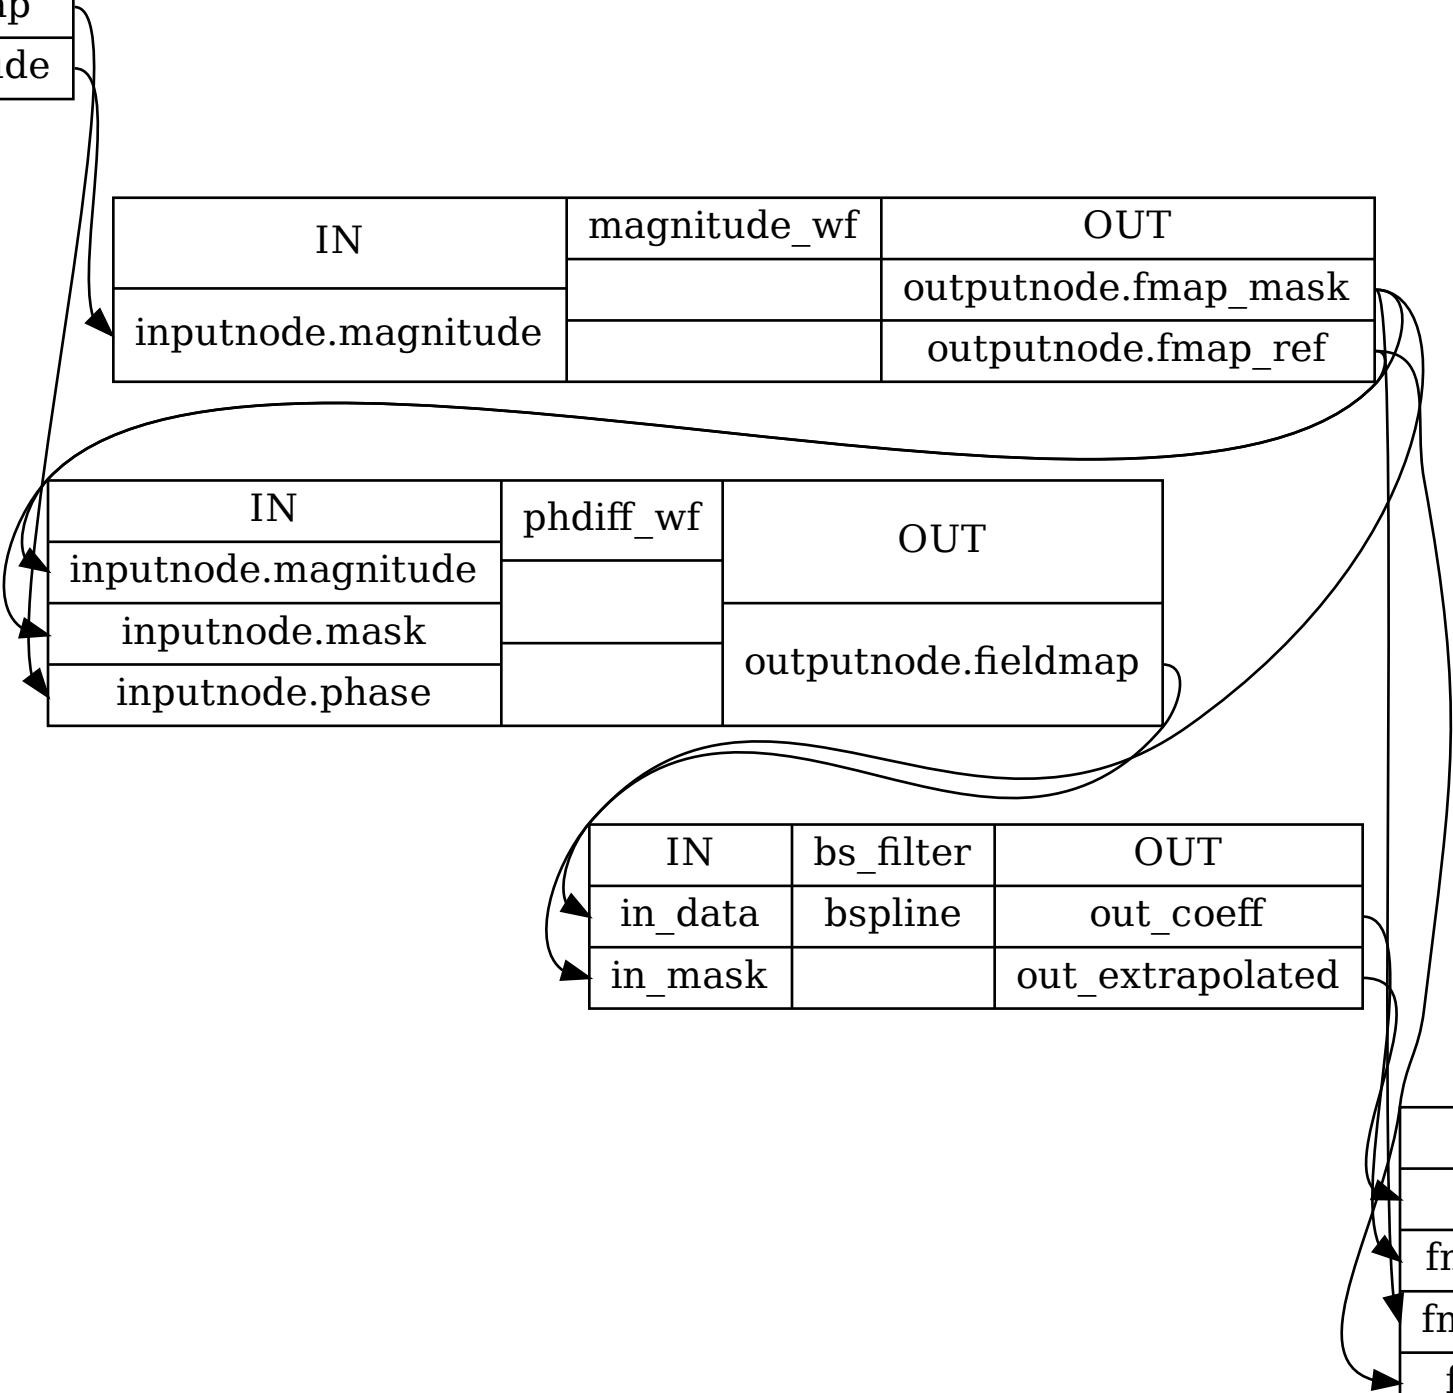 IN magnitude_wf OUT
outputnode.fmap_mask
inputnode.magnitude
outputnode.fmap_ref
IN phdiff_wf OUT
inputnode.magnitude
inputnode.mask
outputnode.fieldmap
inputnode.phase
IN bs_filter OUT
in_data bspline out_coeff
in_mask out_extrapolated